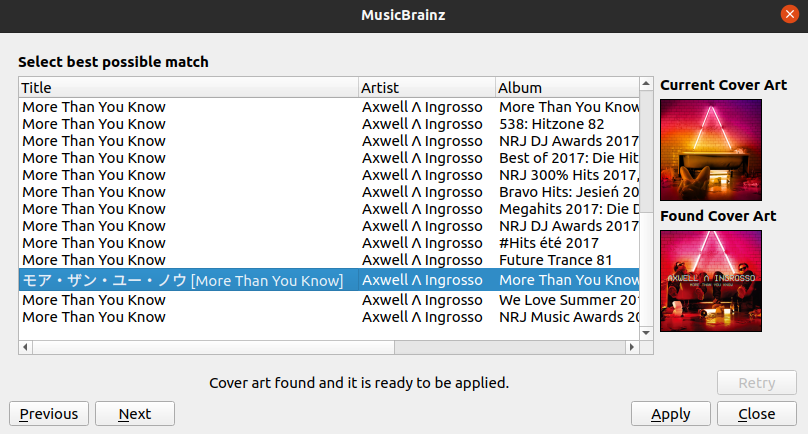 MusicBrainz
Select best possible match
Title Artist Album
More Than You Know Axwell Λ Ingrosso More Than You Know
More Than You Know Axwell Λ Ingrosso 538: Hitzone 82
More Than You Know Axwell Λ Ingrosso NRJ DJ Awards 2017
More Than You Know Axwell Λ Ingrosso Best of 2017: Die Hit
More Than You Know Axwell Λ Ingrosso NRJ 300% Hits 2017,
More Than You Know Axwell Λ Ingrosso Bravo Hits: Jesień 20
More Than You Know Axwell Λ Ingrosso Megahits 2017: Die D
More Than You Know Axwell Λ Ingrosso NRJ DJ Awards 2017
More Than You Know Axwell Λ Ingrosso #Hits été 2017
More Than You Know Axwell Λ Ingrosso Future Trance 81
モア・ザン・ユー・ノウ [More Than You Know] Axwell Λ Ingrosso More Than You Know
More Than You Know Axwell Λ Ingrosso We Love Summer 201
More Than You Know Axwell Λ Ingrosso NRJ Music Awards 20
Current Cover Art
Found Cover Art
AXWELL Λ INGROSSO
MORE THAN YOU KNOW
Cover art found and it is ready to be applied.
Retry
Previous Next Apply Close